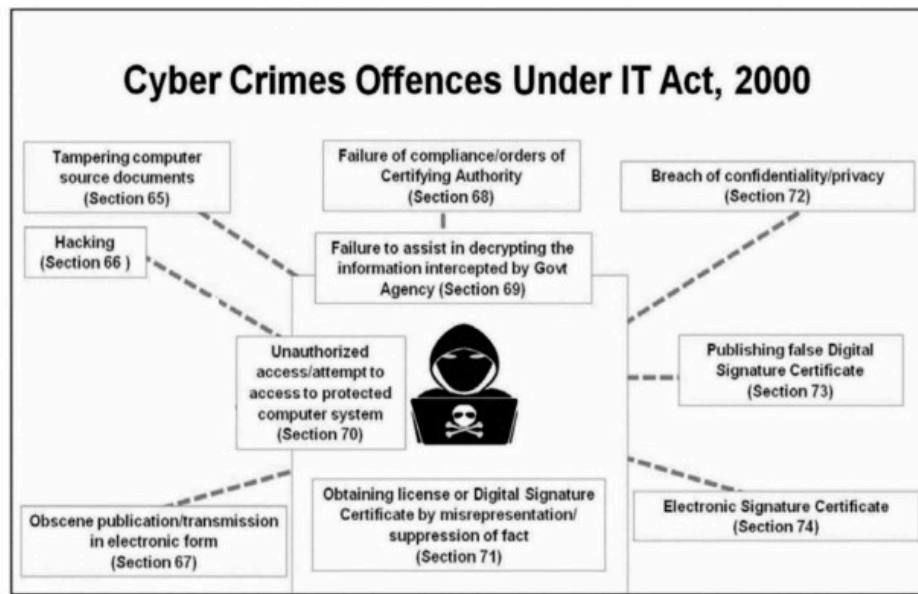 Cyber Crimes Offences Under IT Act, 2000
Tampering computer
source documents
(Section 65)
Failure of compliance/orders of
Certifying Authority
(Section 68)
Breach of confidentiality/privacy
(Section 72)
Hacking
(Section 66 )
Failure to assist in decrypting the
information intercepted by Govt
Agency (Section 69)
Unauthorized
access/attempt to
access to protected
computer system
(Section 70)
Publishing false Digital
Signature Certificate
(Section 73)
Obscene publication/transmission
in electronic form
(Section 67)
Obtaining license or Digital Signature
Certificate by misrepresentation/
suppression of fact
(Section 71)
Electronic Signature Certificate
(Section 74)